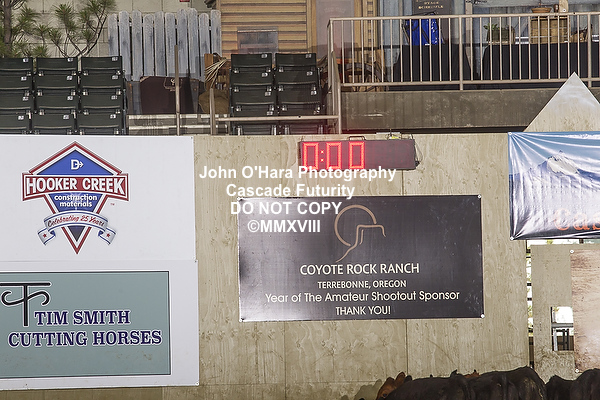 0:00
John O'Hara Photography
Cascade Futurity
DO NOT COPY
©MMXVIII
HOOKER CREEK
construction
materials
Celebrating 25 Years
COYOTE ROCK RANCH
TERREBONNE, OREGON
Year of The Amateur Shootout Sponsor
THANK YOU!
TIM SMITH
CUTTING HORSES